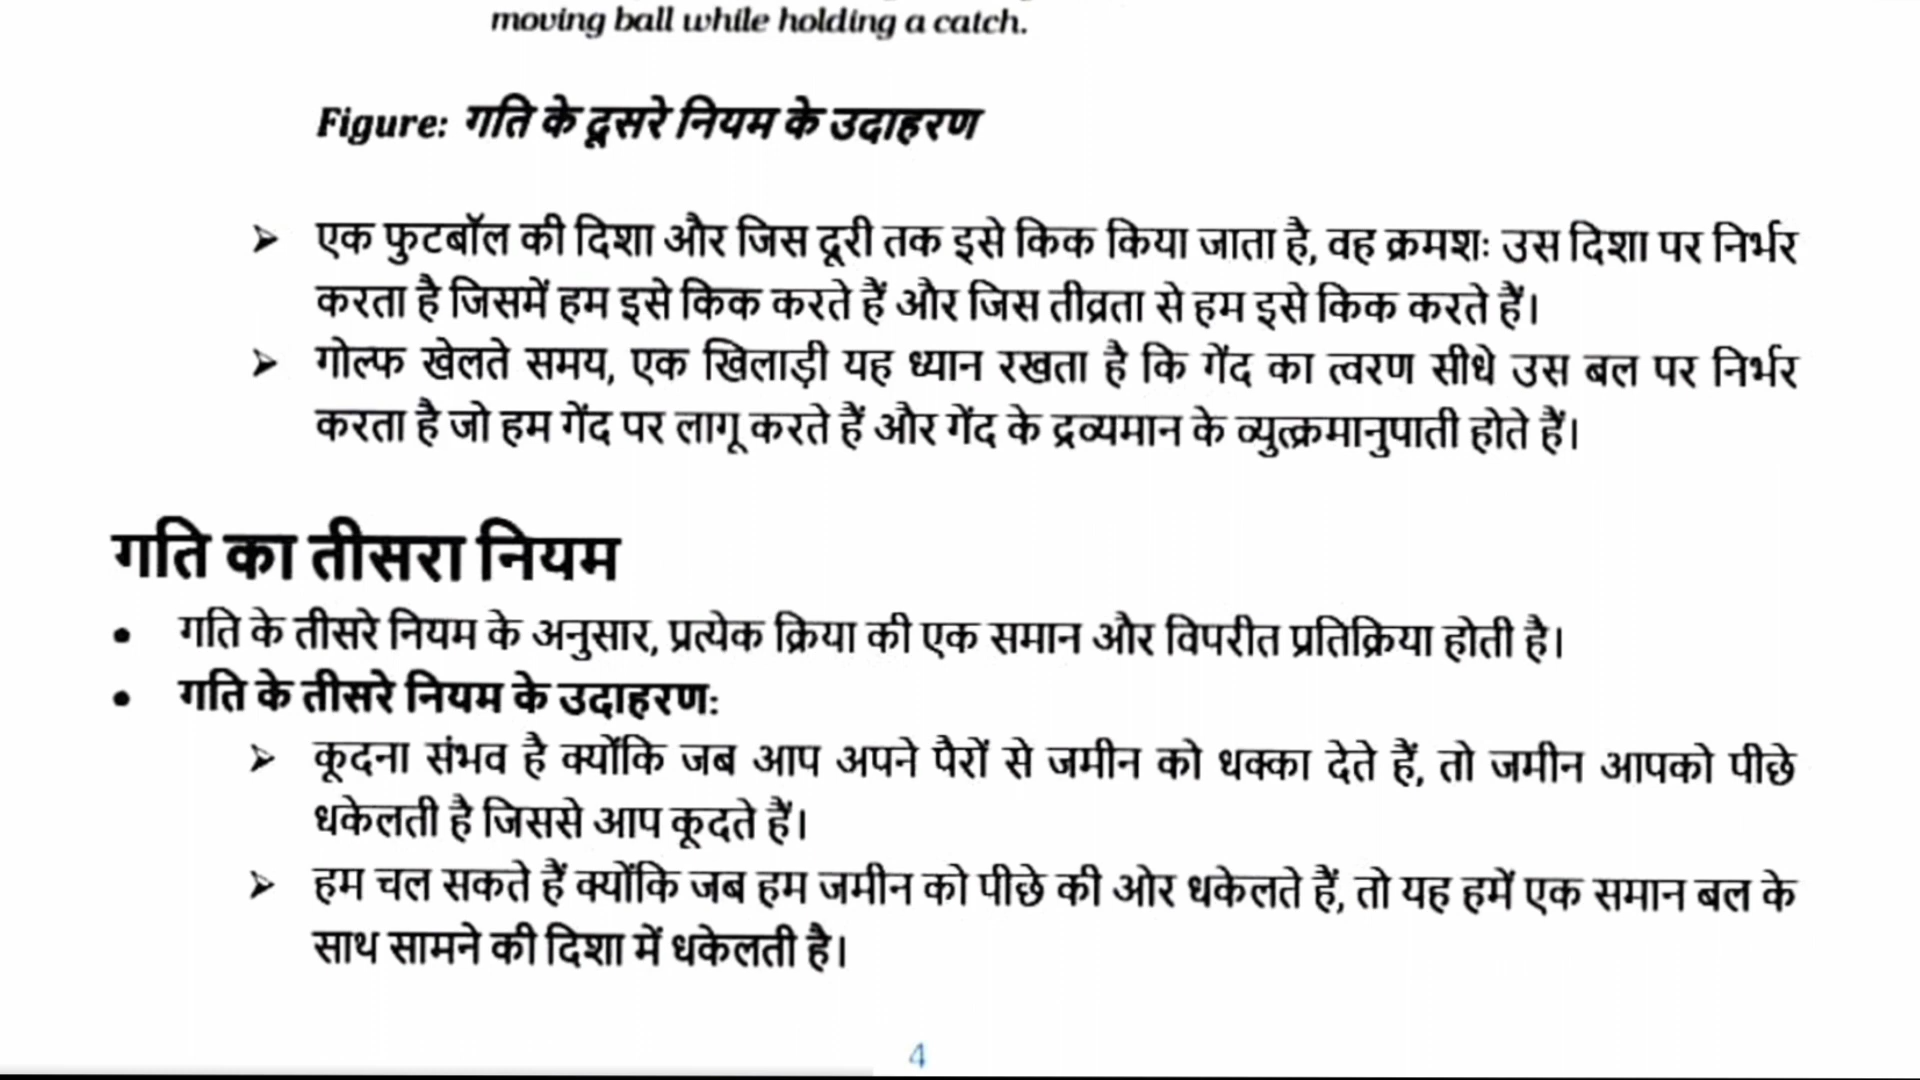 moving ball while holding a catch.
Figure: गति के दूसरे नियम के उदाहरण
➢ एक फुटबॉल की दिशा और जिस दूरी तक इसे किक किया जाता है, वह क्रमशः उस दिशा पर निर्भर
करता है जिसमें हम इसे किक करते हैं और जिस तीव्रता से हम इसे किक करते हैं।
➢ गोल्फ खेलते समय, एक खिलाड़ी यह ध्यान रखता है कि गेंद का त्वरण सीधे उस बल पर निर्भर
करता है जो हम गेंद पर लागू करते हैं और गेंद के द्रव्यमान के व्युत्क्रमानुपाती होते हैं।
गति का तीसरा नियम
• गति के तीसरे नियम के अनुसार, प्रत्येक क्रिया की एक समान और विपरीत प्रतिक्रिया होती है।
• गति के तीसरे नियम के उदाहरण:
➢ कूदना संभव है क्योंकि जब आप अपने पैरों से जमीन को धक्का देते हैं, तो जमीन आपको पीछे
धकेलती है जिससे आप कूदते हैं।
➢ हम चल सकते हैं क्योंकि जब हम जमीन को पीछे की ओर धकेलते हैं, तो यह हमें एक समान बल के
साथ सामने की दिशा में धकेलती है।
4